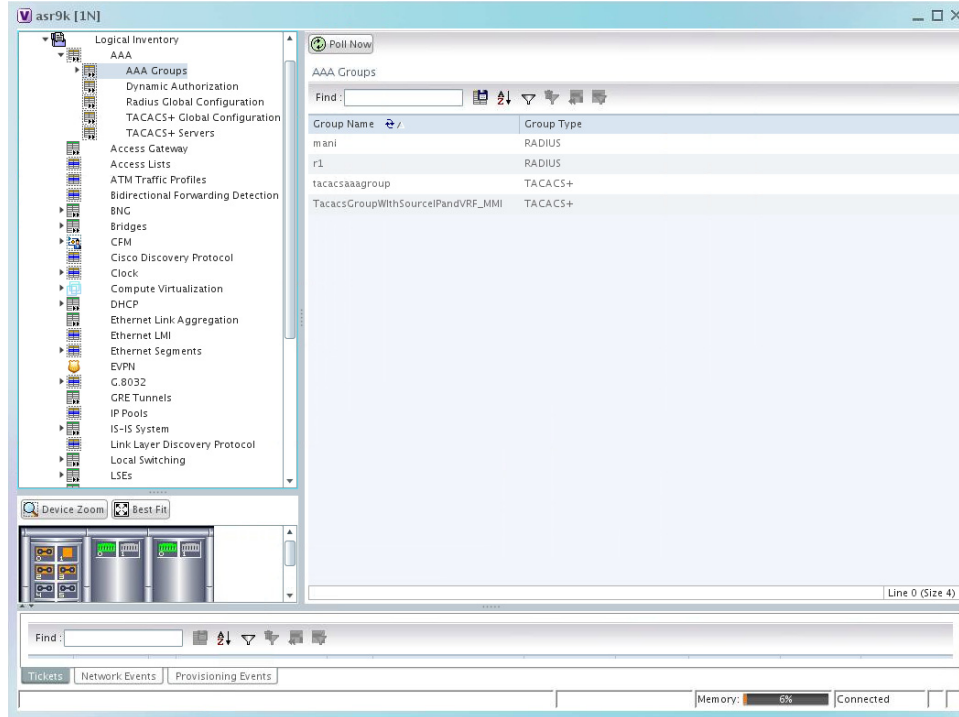 asr9k [1N]
Logical Inventory
AAA
AAA Groups
Dynamic Authorization
Radius Global Configuration
TACACS+ Global Configuration
TACACS+ Servers
Access Gateway
Access Lists
ATM Traffic Profiles
Bidirectional Forwarding Detection
BNG
Bridges
CFM
Cisco Discovery Protocol
Clock
Compute Virtualization
DHCP
Ethernet Link Aggregation
Ethernet LMI
Ethernet Segments
EVPN
G.8032
GRE Tunnels
IP Pools
IS-IS System
Link Layer Discovery Protocol
Local Switching
LSEs
Device Zoom
Best Fit
Poll Now
AAA Groups
Find :
Group Name Group Type
mani RADIUS
r1 RADIUS
tacacsaaagroup TACACS+
TacacsGroupWIthSourceIPandVRF_MMI TACACS+
Line 0 (Size 4)
Find :
Tickets Network Events Provisioning Events
Memory: 6% Connected